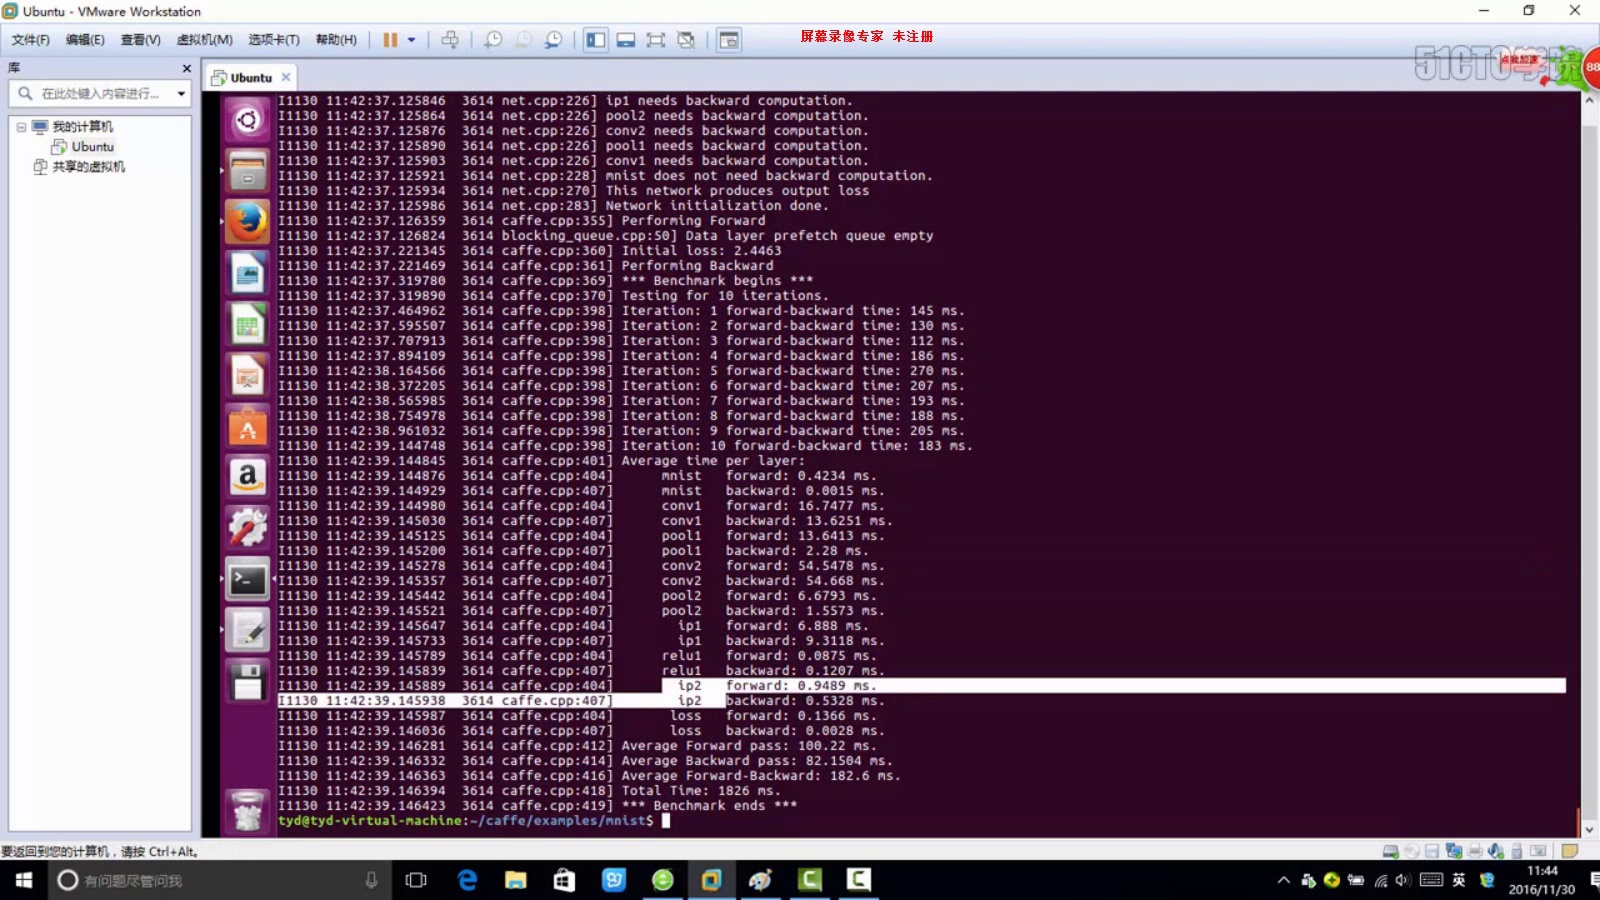 Ubuntu - VMware Workstation
文件(F) 编辑(E) 查看(V) 虚拟机(M) 选项卡(T) 帮助(H)
屏幕录像专家 未注册
51CTO学院
点我加速
88
库
Ubuntu
在此处键入内容进行...
我的计算机
Ubuntu
共享的虚拟机
I1130 11:42:37.125846 3614 net.cpp:226] ip1 needs backward computation.
I1130 11:42:37.125864 3614 net.cpp:226] pool2 needs backward computation.
I1130 11:42:37.125876 3614 net.cpp:226] conv2 needs backward computation.
I1130 11:42:37.125890 3614 net.cpp:226] pool1 needs backward computation.
I1130 11:42:37.125903 3614 net.cpp:226] conv1 needs backward computation.
I1130 11:42:37.125921 3614 net.cpp:228] mnist does not need backward computation.
I1130 11:42:37.125934 3614 net.cpp:270] This network produces output loss
I1130 11:42:37.125986 3614 net.cpp:283] Network initialization done.
I1130 11:42:37.126359 3614 caffe.cpp:355] Performing Forward
I1130 11:42:37.126824 3614 blocking_queue.cpp:50] Data layer prefetch queue empty
I1130 11:42:37.221345 3614 caffe.cpp:360] Initial loss: 2.4463
I1130 11:42:37.221469 3614 caffe.cpp:361] Performing Backward
I1130 11:42:37.319780 3614 caffe.cpp:369] *** Benchmark begins ***
I1130 11:42:37.319890 3614 caffe.cpp:370] Testing for 10 iterations.
I1130 11:42:37.464962 3614 caffe.cpp:398] Iteration: 1 forward-backward time: 145 ms.
I1130 11:42:37.595507 3614 caffe.cpp:398] Iteration: 2 forward-backward time: 130 ms.
I1130 11:42:37.707913 3614 caffe.cpp:398] Iteration: 3 forward-backward time: 112 ms.
I1130 11:42:37.894109 3614 caffe.cpp:398] Iteration: 4 forward-backward time: 186 ms.
I1130 11:42:38.164566 3614 caffe.cpp:398] Iteration: 5 forward-backward time: 270 ms.
I1130 11:42:38.372205 3614 caffe.cpp:398] Iteration: 6 forward-backward time: 207 ms.
I1130 11:42:38.565985 3614 caffe.cpp:398] Iteration: 7 forward-backward time: 193 ms.
I1130 11:42:38.754978 3614 caffe.cpp:398] Iteration: 8 forward-backward time: 188 ms.
I1130 11:42:38.961032 3614 caffe.cpp:398] Iteration: 9 forward-backward time: 205 ms.
I1130 11:42:39.144748 3614 caffe.cpp:398] Iteration: 10 forward-backward time: 183 ms.
I1130 11:42:39.144845 3614 caffe.cpp:401] Average time per layer:
I1130 11:42:39.144876 3614 caffe.cpp:404] mnist forward: 0.4234 ms.
I1130 11:42:39.144929 3614 caffe.cpp:407] mnist backward: 0.0015 ms.
I1130 11:42:39.144980 3614 caffe.cpp:404] conv1 forward: 16.7477 ms.
I1130 11:42:39.145030 3614 caffe.cpp:407] conv1 backward: 13.6251 ms.
I1130 11:42:39.145125 3614 caffe.cpp:404] pool1 forward: 13.6413 ms.
I1130 11:42:39.145200 3614 caffe.cpp:407] pool1 backward: 2.28 ms.
I1130 11:42:39.145278 3614 caffe.cpp:404] conv2 forward: 54.5478 ms.
I1130 11:42:39.145357 3614 caffe.cpp:407] conv2 backward: 54.668 ms.
I1130 11:42:39.145442 3614 caffe.cpp:404] pool2 forward: 6.6793 ms.
I1130 11:42:39.145521 3614 caffe.cpp:407] pool2 backward: 1.5573 ms.
I1130 11:42:39.145647 3614 caffe.cpp:404] ip1 forward: 6.888 ms.
I1130 11:42:39.145733 3614 caffe.cpp:407] ip1 backward: 9.3118 ms.
I1130 11:42:39.145789 3614 caffe.cpp:404] relu1 forward: 0.0875 ms.
I1130 11:42:39.145839 3614 caffe.cpp:407] relu1 backward: 0.1207 ms.
I1130 11:42:39.145889 3614 caffe.cpp:404] ip2 forward: 0.9489 ms.
I1130 11:42:39.145938 3614 caffe.cpp:407] ip2 backward: 0.5328 ms.
I1130 11:42:39.145987 3614 caffe.cpp:404] loss forward: 0.1366 ms.
I1130 11:42:39.146036 3614 caffe.cpp:407] loss backward: 0.0028 ms.
I1130 11:42:39.146281 3614 caffe.cpp:412] Average Forward pass: 100.22 ms.
I1130 11:42:39.146332 3614 caffe.cpp:414] Average Backward pass: 82.1504 ms.
I1130 11:42:39.146363 3614 caffe.cpp:416] Average Forward-Backward: 182.6 ms.
I1130 11:42:39.146394 3614 caffe.cpp:418] Total Time: 1826 ms.
I1130 11:42:39.146423 3614 caffe.cpp:419] *** Benchmark ends ***
tyd@tyd-virtual-machine:~/caffe/examples/mnist$
要返回到您的计算机，请按 Ctrl+Alt。
有问题尽管问我
英
11:44
2016/11/30